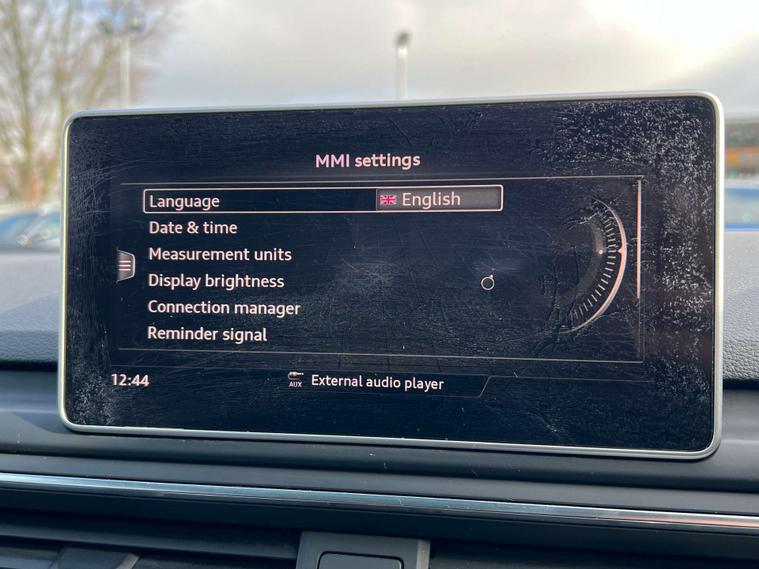 MMI settings
Language English
Date & time
Measurement units
Display brightness
Connection manager
Reminder signal
12:44 AUX External audio player